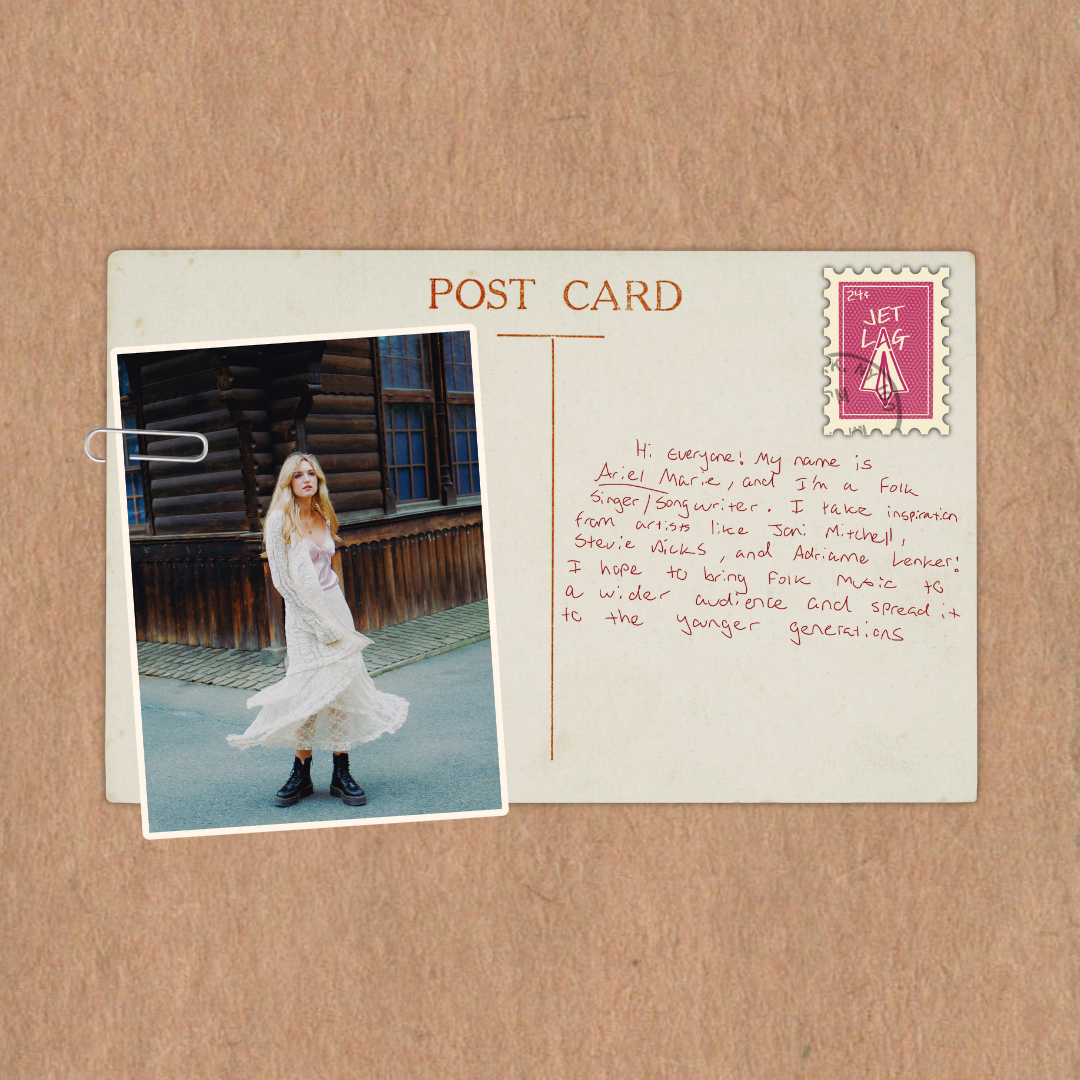 POST CARD
24¢
JET
LAG
Hi Everyone! My name is
Ariel Marie, and I'm a Folk
Singer/Songwriter. I take inspiration
from artists like Joni Mitchell,
Stevie Nicks, and Adrianne Lenker!
I hope to bring Folk Music to
a wider audience and spread it
to the younger generations